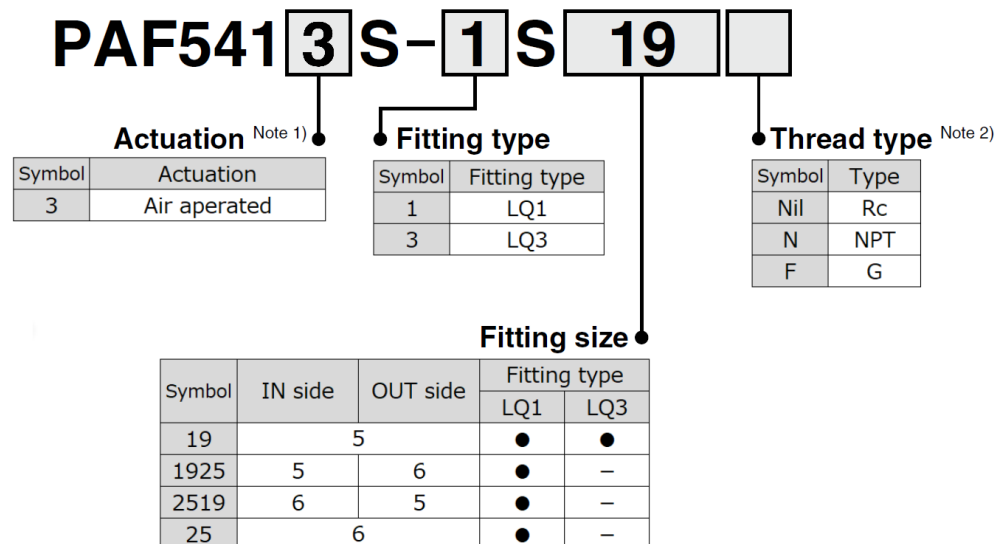 PAF541 3 S-1 S 19
Actuation Note 1)
Symbol Actuation
3 Air aperated
Fitting type
Symbol Fitting type
1 LQ1
3 LQ3
Thread type Note 2)
Symbol Type
Nil Rc
N NPT
F G
Fitting size
Symbol IN side OUT side Fitting type
LQ1 LQ3
19 5 ● ●
1925 5 6 ● –
2519 6 5 ● –
25 6 ● –